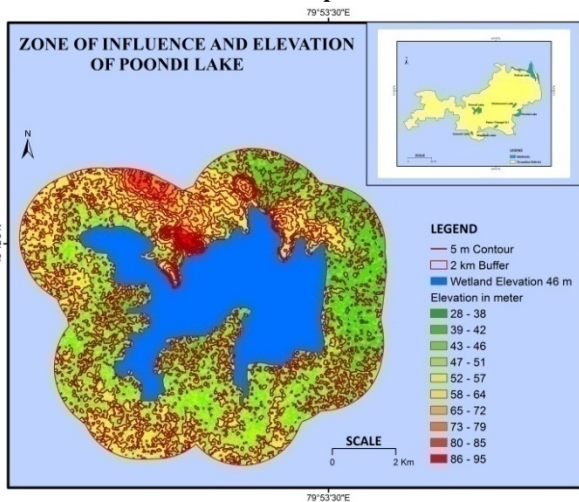 79°53'30"E
ZONE OF INFLUENCE AND ELEVATION
OF POONDI LAKE
N
LEGEND
SCALE
LEGEND
5 m Contour
2 km Buffer
Wetland Elevation 46 m
Elevation in meter
28 - 38
39 - 42
43 - 46
47 - 51
52 - 57
58 - 64
65 - 72
73 - 79
80 - 85
86 - 95
SCALE
0 2 Km
79°53'30"E